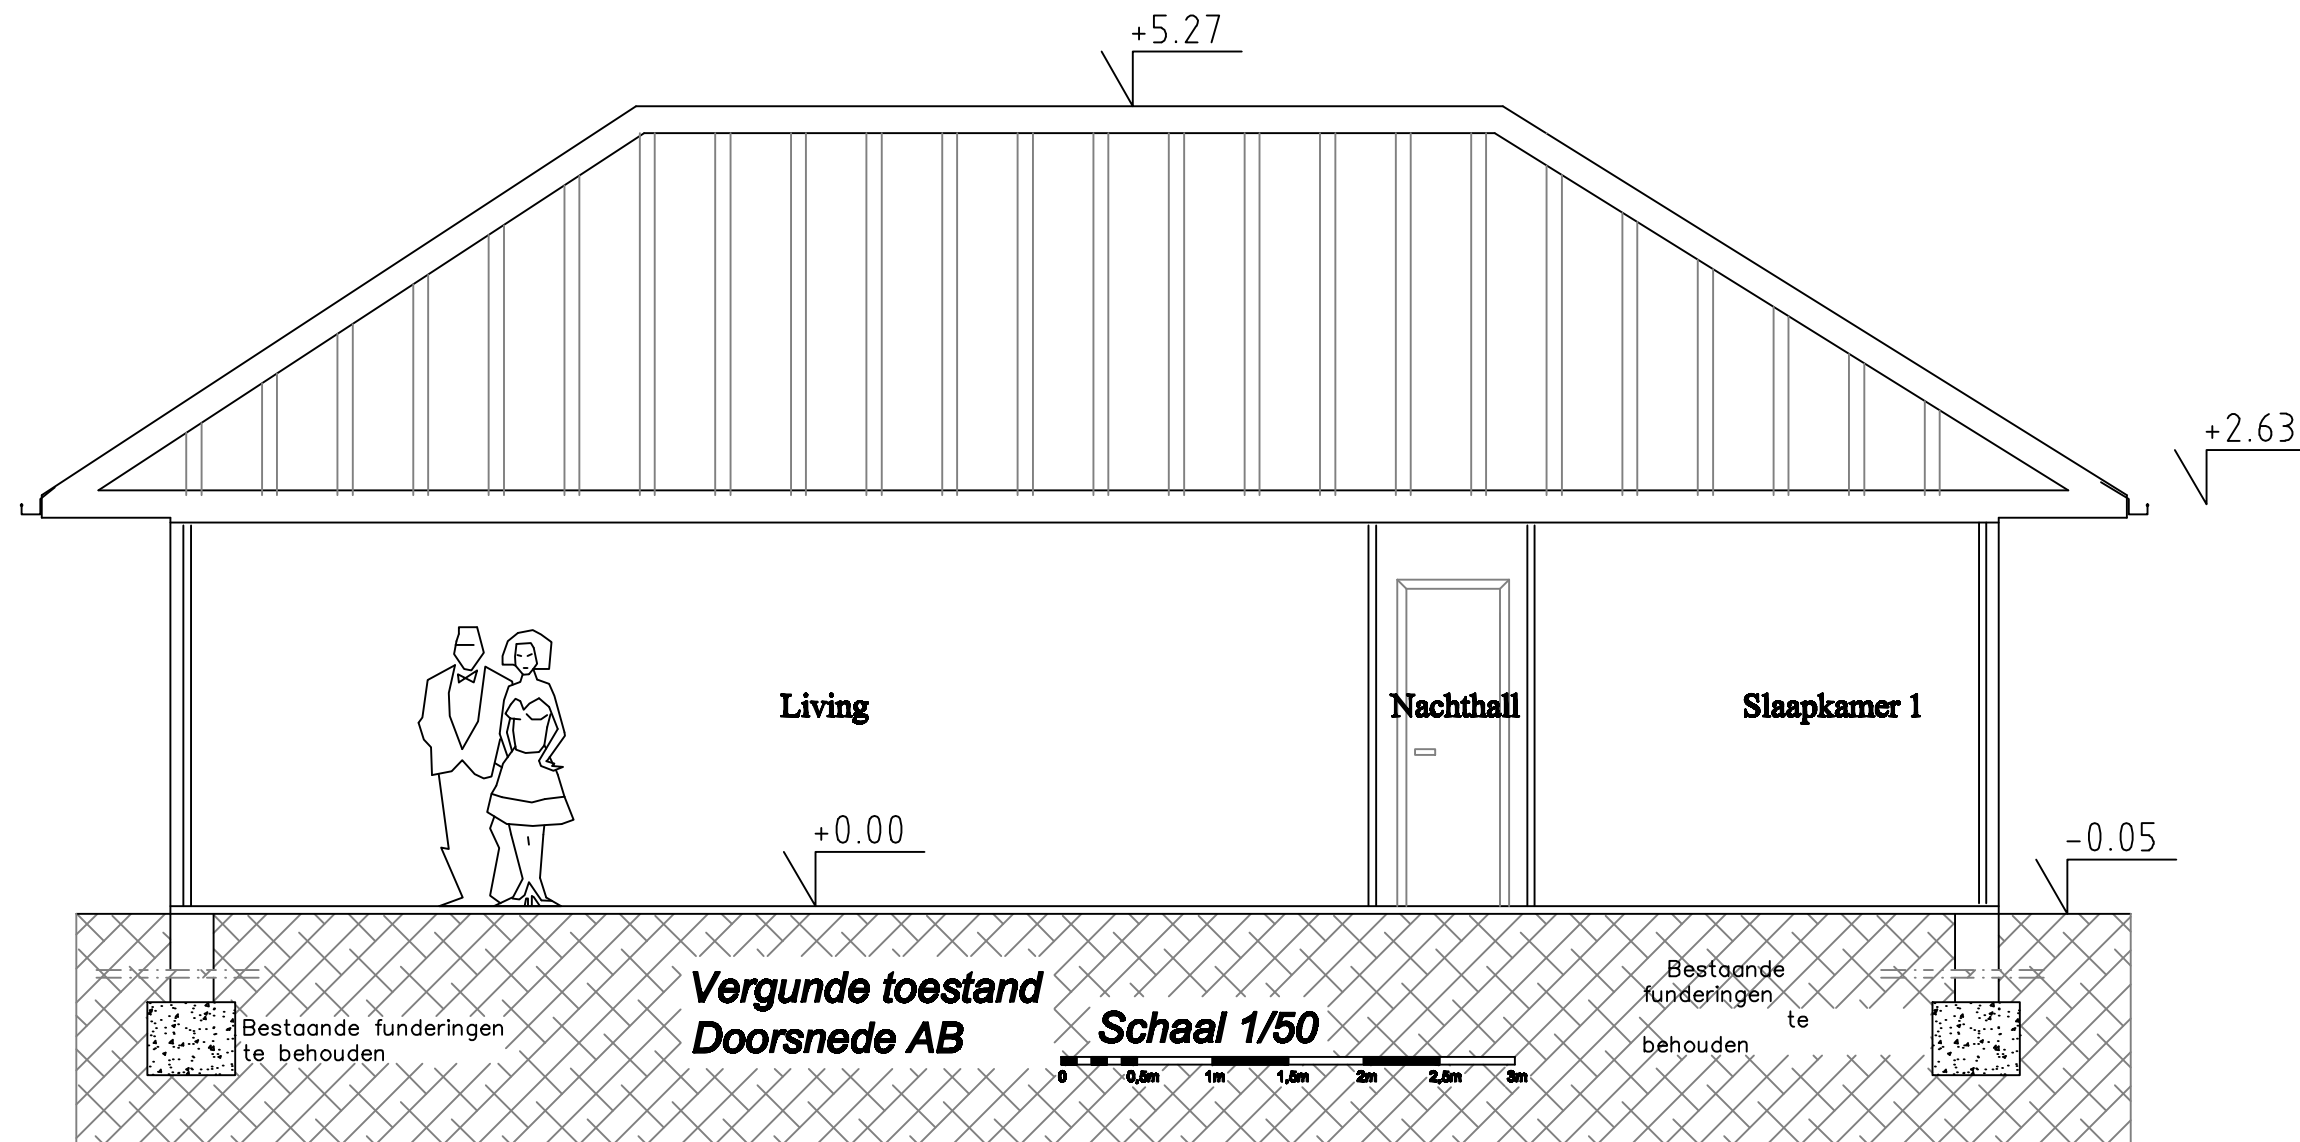 +5.27
+2.63
Living
Nachthall
Slaapkamer 1
+0.00
-0.05
Vergunde toestand
Doorsnede AB
Schaal 1/50
0 0,5m 1m 1,5m 2m 2,5m 3m
Bestaande funderingen
te behouden
Bestaande
funderingen
te
behouden